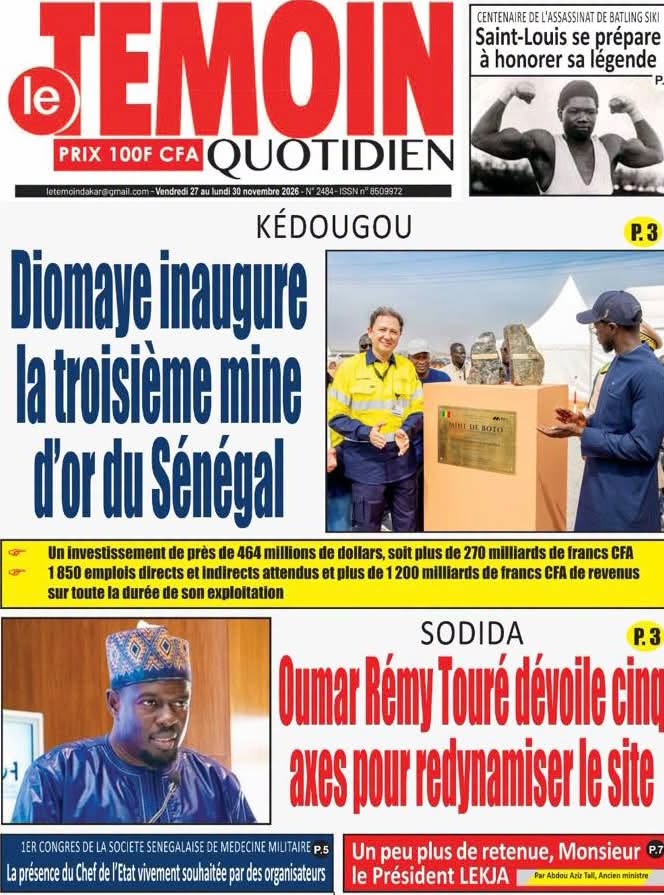 le TEMOIN
PRIX 100F CFA QUOTIDIEN
letemoindakar@gmail.com – Vendredi 27 au lundi 30 novembre 2026 - N° 2484- ISSN n° 8509972
CENTENAIRE DE L'ASSASSINAT DE BATLING SIKI
Saint-Louis se prépare
à honorer sa légende
P.
KÉDOUGOU
P.3
Diomaye inaugure
la troisième mine
d'or du Sénégal
MINE DE BOTO
Un investissement de près de 464 millions de dollars, soit plus de 270 milliards de francs CFA
1 850 emplois directs et indirects attendus et plus de 1 200 milliards de francs CFA de revenus
sur toute la durée de son exploitation
SODIDA
P.3
Oumar Rémy Touré dévoile cinq
axes pour redynamiser le site
1ER CONGRES DE LA SOCIETE SENEGALAISE DE MEDECINE MILITAIRE P.5
La présence du Chef de l'Etat vivement souhaitée par des organisateurs
Un peu plus de retenue, Monsieur P.7
le Président LEKJA Par Abdou Aziz Tall, Ancien ministre